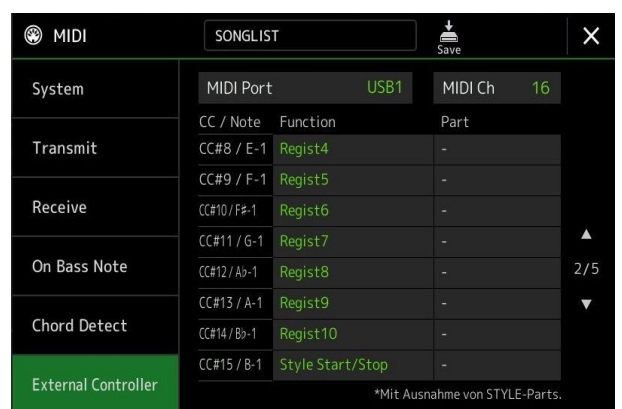 MIDI SONGLIST Save
System
Transmit
Receive
On Bass Note
Chord Detect
External Controller
MIDI Port USB1 MIDI Ch 16
CC / Note Function Part
CC#8 / E-1 Regist4 -
CC#9 / F-1 Regist5 -
CC#10 / F♯-1 Regist6 -
CC#11 / G-1 Regist7 -
CC#12 / A♭-1 Regist8 -
CC#13 / A-1 Regist9 -
CC#14 / B♭-1 Regist10 -
CC#15 / B-1 Style Start/Stop -
2/5
*Mit Ausnahme von STYLE-Parts.